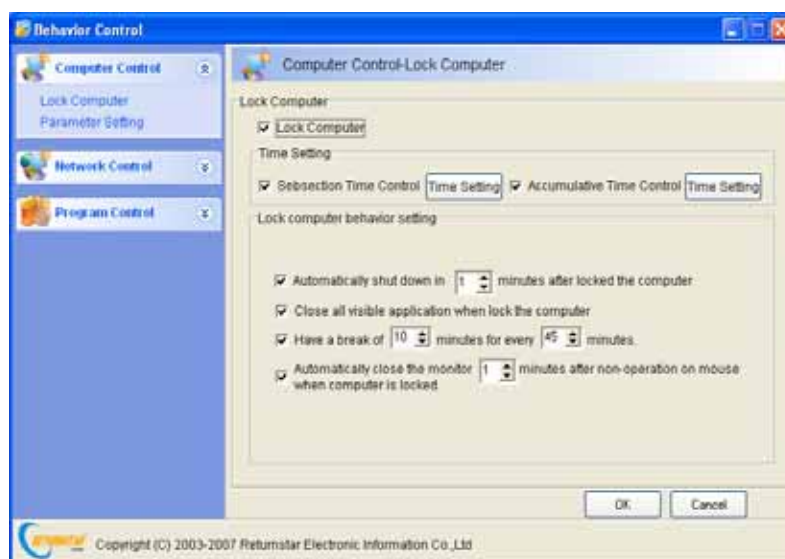 Behavior Control
Computer Control
Lock Computer
Parameter Setting
Network Control
Program Control
Computer Control-Lock Computer
Lock Computer
Lock Computer
Time Setting
Sebsection Time Control Time Setting Accumulative Time Control Time Setting
Lock computer behavior setting
Automatically shut down in 1 minutes after locked the computer
Close all visible application when lock the computer
Have a break of 10 minutes for every 45 minutes.
Automatically close the monitor 1 minutes after non-operation on mouse
when computer is locked
OK Cancel
Copyright (C) 2003-2007 Returnstar Electronic Information Co.,Ltd